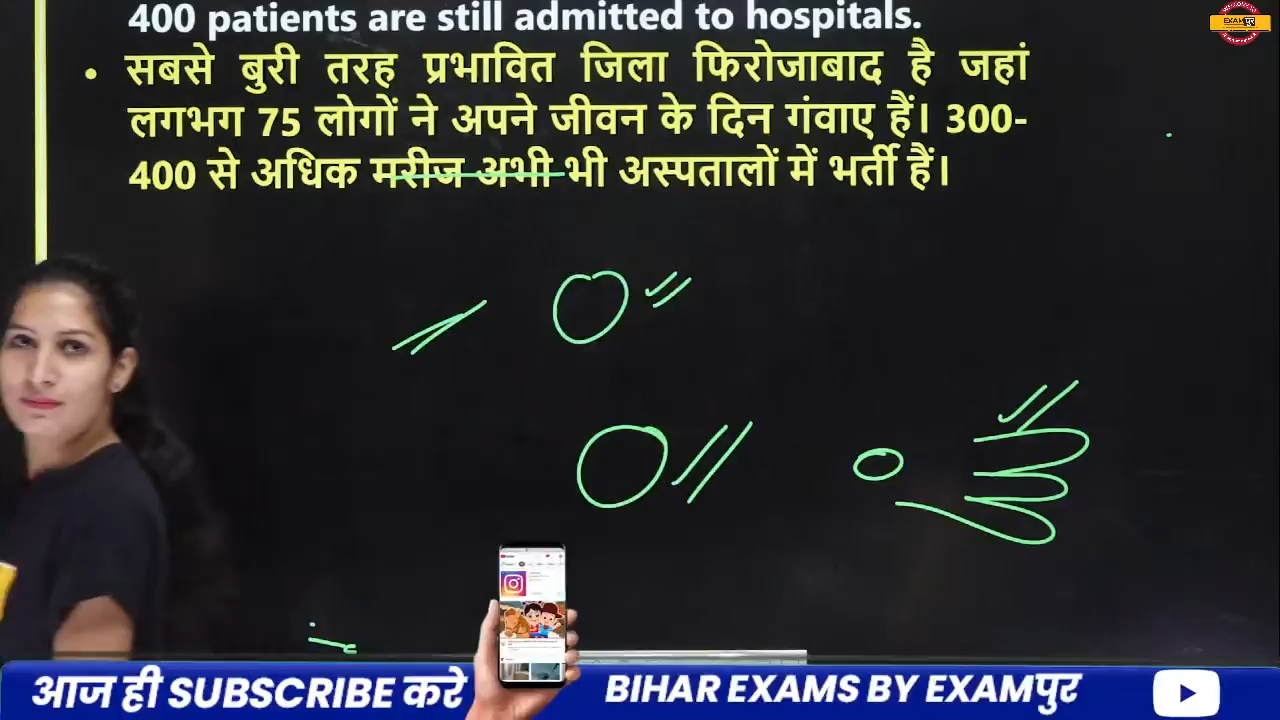 400 patients are still admitted to hospitals.
• सबसे बुरी तरह प्रभावित जिला फिरोजाबाद है जहां
लगभग 75 लोगों ने अपने जीवन के दिन गंवाए हैं। 300-
400 से अधिक मरीज अभी भी अस्पतालों में भर्ती हैं।
आज ही SUBSCRIBE करे
BIHAR EXAMS BY EXAMपुर
EXAMपुर